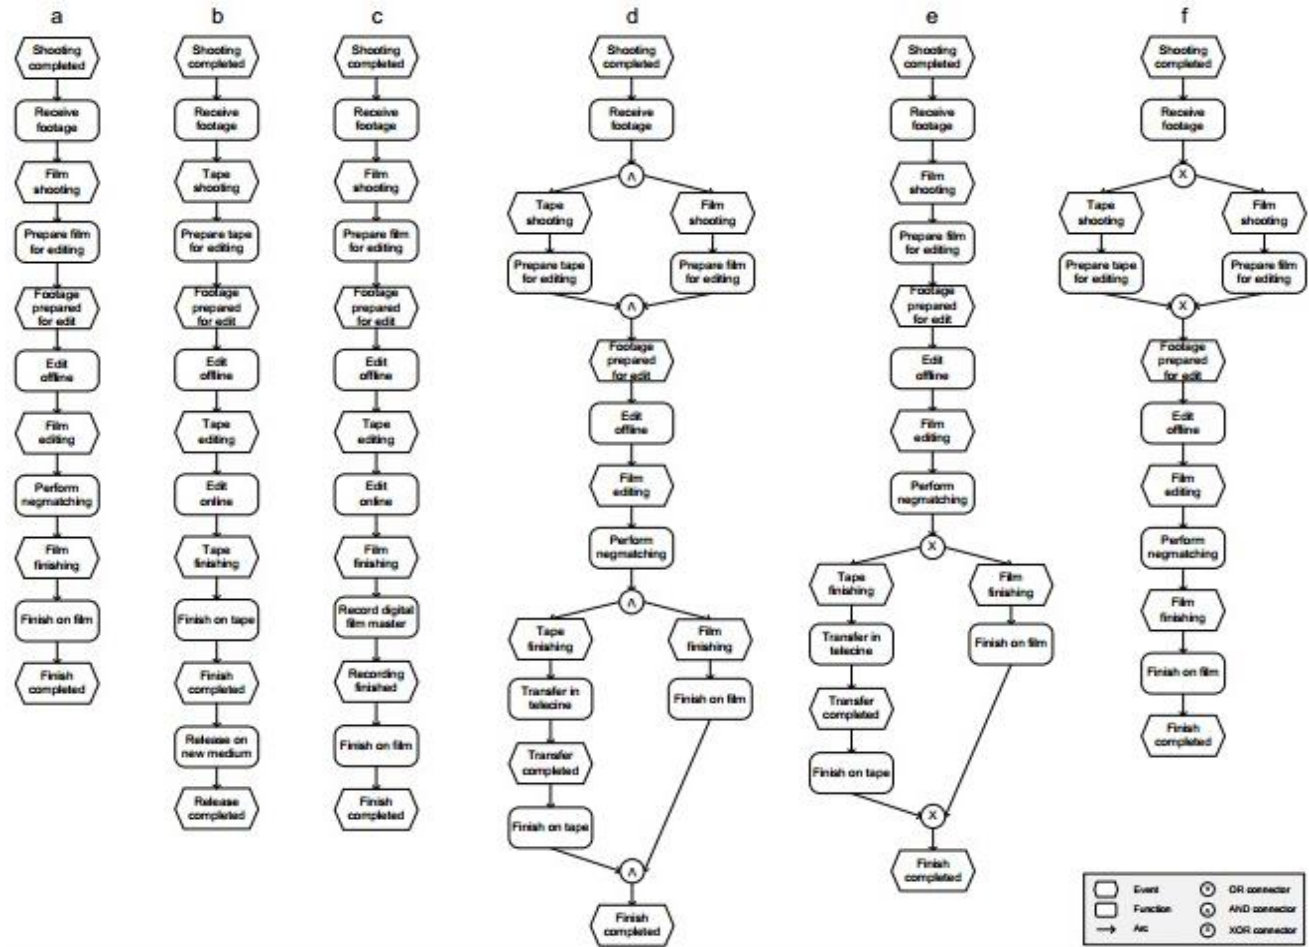 a
Shooting
completed
Receive
footage
Film
shooting
Prepare film
for editing
Footage
prepared
for edit
Edit
offline
Film
editing
Perform
negmatching
Film
finishing
Finish on film
Finish
completed
b
Shooting
completed
Receive
footage
Tape
shooting
Prepare tape
for editing
Footage
prepared
for edit
Edit
offline
Tape
editing
Edit
online
Tape
finishing
Finish on tape
Finish
completed
Release on
new medium
Release
completed
c
Shooting
completed
Receive
footage
Film
shooting
Prepare film
for editing
Footage
prepared
for edit
Edit
offline
Tape
editing
Edit
online
Film
finishing
Record digital
film master
Recording
finished
Finish on film
Finish
completed
d
Shooting
completed
Receive
footage
∧
Tape
shooting
Film
shooting
Prepare tape
for editing
Prepare film
for editing
∧
Footage
prepared
for edit
Edit
offline
Film
editing
Perform
negmatching
∧
Tape
finishing
Film
finishing
Transfer in
telecine
Finish on film
Transfer
completed
Finish on tape
∧
Finish
completed
e
Shooting
completed
Receive
footage
Film
shooting
Prepare film
for editing
Footage
prepared
for edit
Edit
offline
Film
editing
Perform
negmatching
X
Tape
finishing
Film
finishing
Transfer in
telecine
Finish on film
Transfer
completed
Finish on tape
X
Finish
completed
f
Shooting
completed
Receive
footage
X
Tape
shooting
Film
shooting
Prepare tape
for editing
Prepare film
for editing
X
Footage
prepared
for edit
Edit
offline
Film
editing
Perform
negmatching
Film
finishing
Finish on film
Finish
completed
Event
OR connector
Function
AND connector
Arc
XOR connector